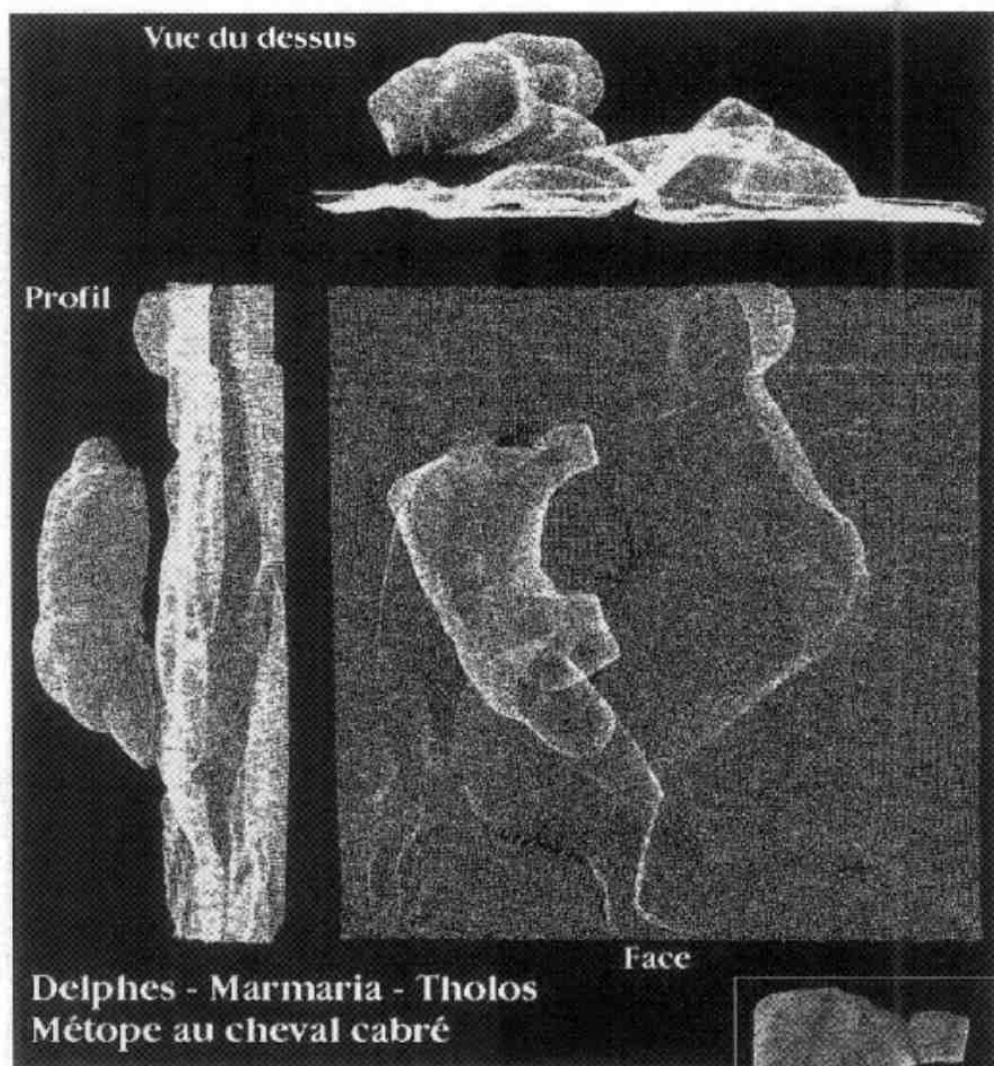 Vue du dessus
Profil
Face
Delphes - Marmaria - Tholos
Métope au cheval cabré